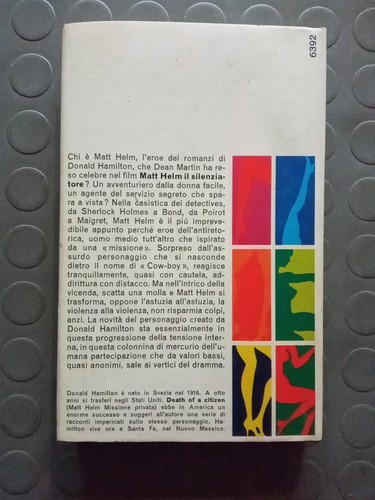 6392
Chi è Matt Helm, l'eroe dei romanzi di
Donald Hamilton, che Dean Martin ha re-
so celebre nel film Matt Helm il silenzia-
tore? Un avventuriero dalla donna facile,
un agente del servizio segreto che spa-
ra a vista? Nella casistica dei detectives,
da Sherlock Holmes a Bond, da Poirot
a Maigret, Matt Helm è il più impreve-
dibile appunto perché eroe dell'antireto-
rica, uomo medio tutt'altro che ispirato
da una « missione ». Sorpreso dall'as-
surdo personaggio che si nasconde
dietro il nome di « Cow-boy », reagisce
tranquillamente, quasi con cautela, ad-
dirittura con distacco. Ma nell'intrico della
vicenda, scatta una molla e Matt Helm si
trasforma, oppone l'astuzia all'astuzia, la
violenza alla violenza, non risparmia colpi,
anzi. La novità del personaggio creato da
Donald Hamilton sta essenzialmente in
questa progressione della tensione inter-
na, in questa colonnina di mercurio dell'u-
mana partecipazione che da valori bassi,
quasi anonimi, sale ai vertici del dramma.
Donald Hamilton è nato in Svezia nel 1916. A otto
anni si trasferì negli Stati Uniti. Death of a citizen
(Matt Helm Missione privata) ebbe in America un
enorme successo e suggerì all'autore una serie di
racconti imperniati sullo stesso personaggio. Ha-
milton vive ora a Santa Fe, nel Nuovo Messico.